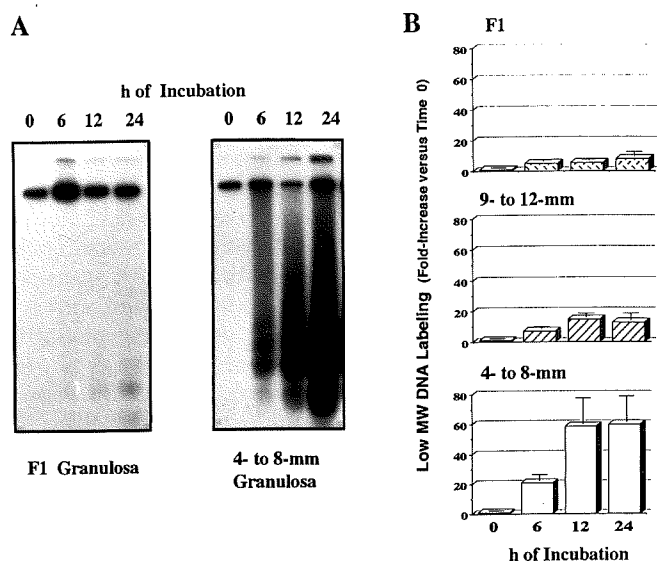 A
h of Incubation
0 6 12 24
0 6 12 24
F1 Granulosa
4- to 8-mm
Granulosa
B
F1
80
60
40
20
0
9- to 12-mm
80
60
40
20
0
4- to 8-mm
80
60
40
20
0
0 6 12 24
h of Incubation
Low MW DNA Labeling (Fold-Increase versus Time 0)